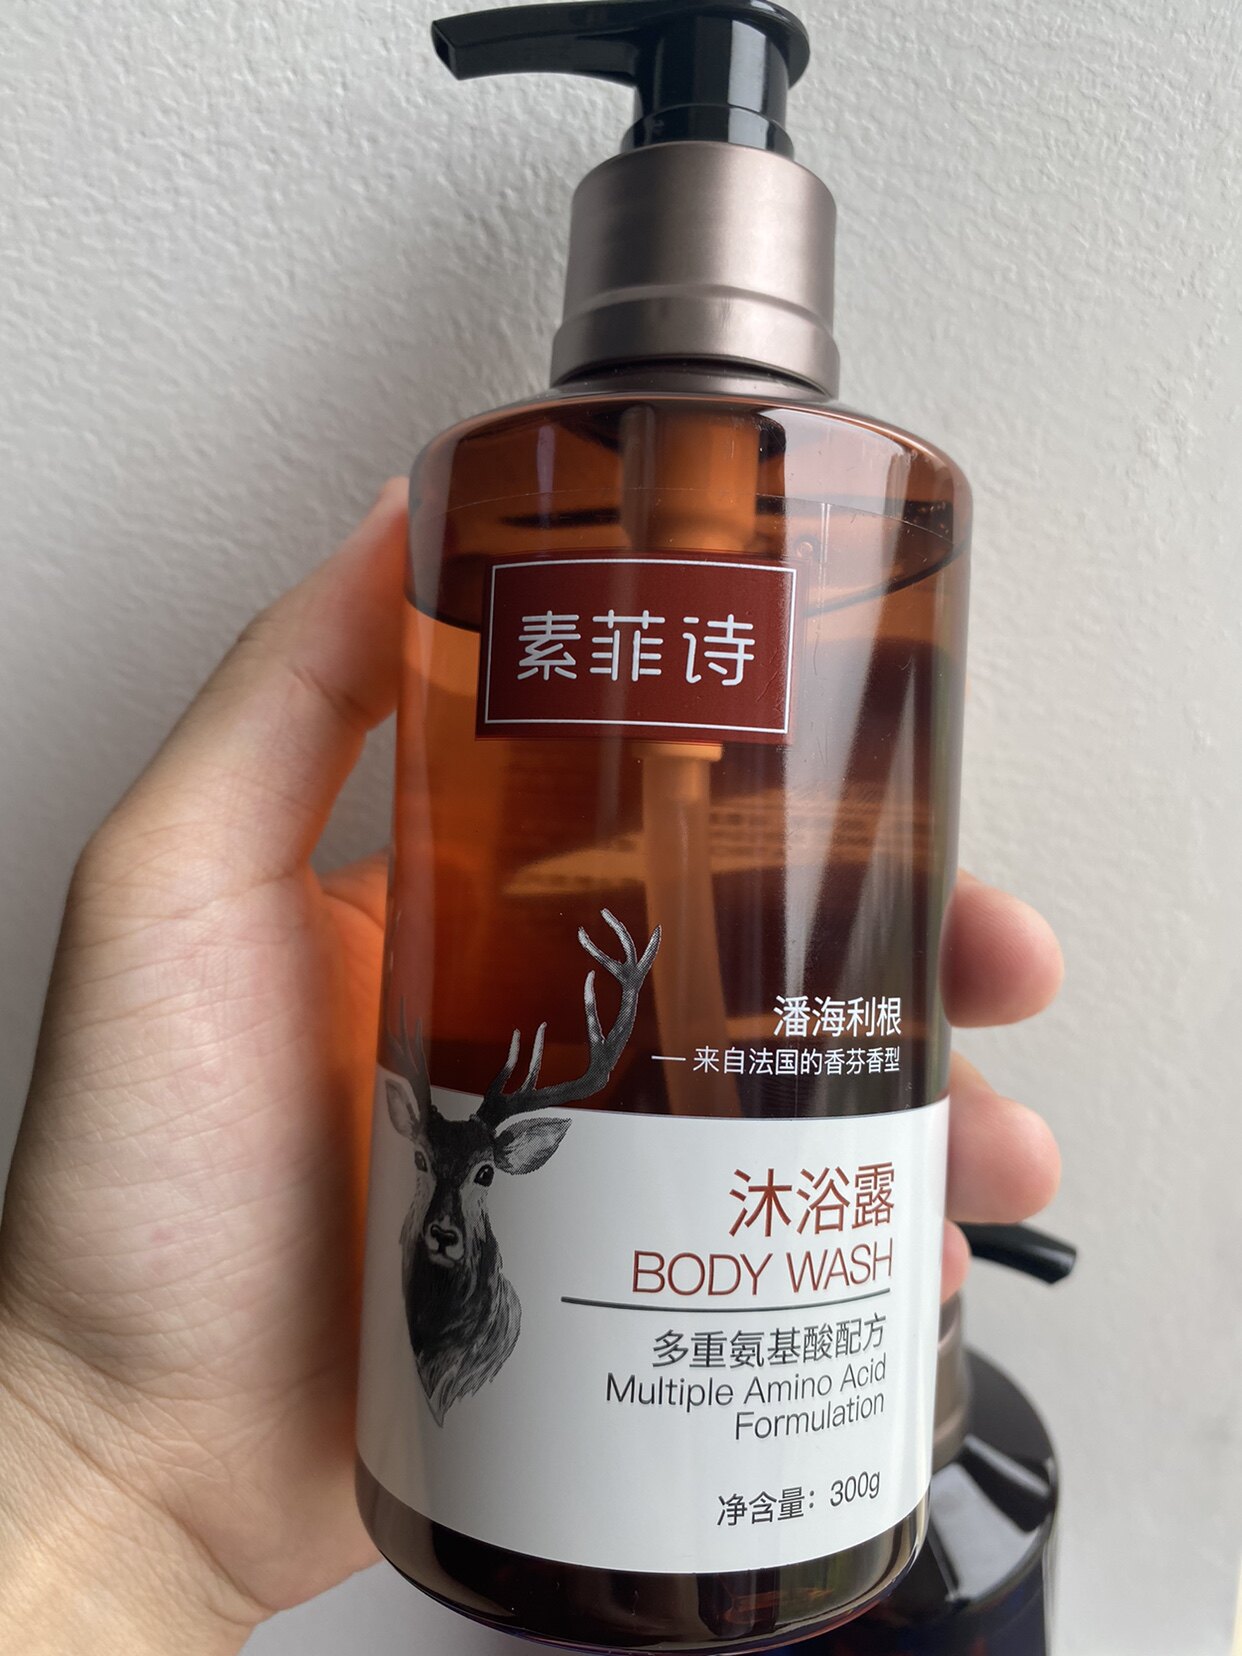 素菲诗
潘海利根
— 来自法国的香芬香型
沐浴露
BODY WASH
多重氨基酸配方
Multiple Amino Acid
Formulation
净含量：300g